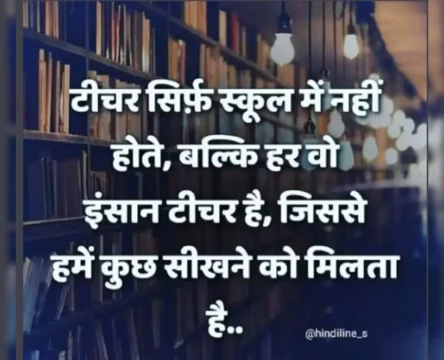 टीचर सिर्फ़ स्कूल में नहीं
होते, बल्कि हर वो
इंसान टीचर है, जिससे
हमें कुछ सीखने को मिलता
है..
@hindiline_s